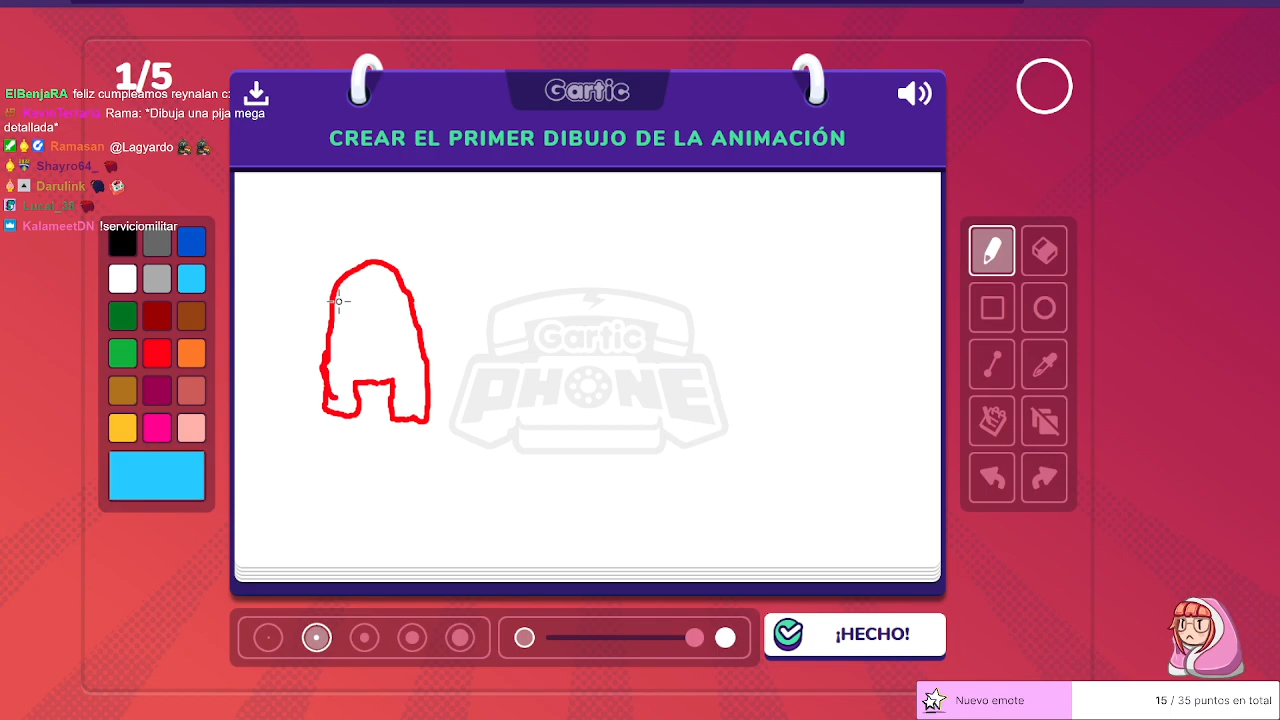 1/5
Gartic
CREAR EL PRIMER DIBUJO DE LA ANIMACIÓN
ElBenjaRA feliz cumpleamos reynalan c:
Rama: *Dibuja una pija mega
detallada*
Ramasan @Lagyardo
Shayro64_
Darulink
KalameetDN !serviciomilitar
Gartic
PHONE
¡HECHO!
Nuevo emote
15 / 35 puntos en total